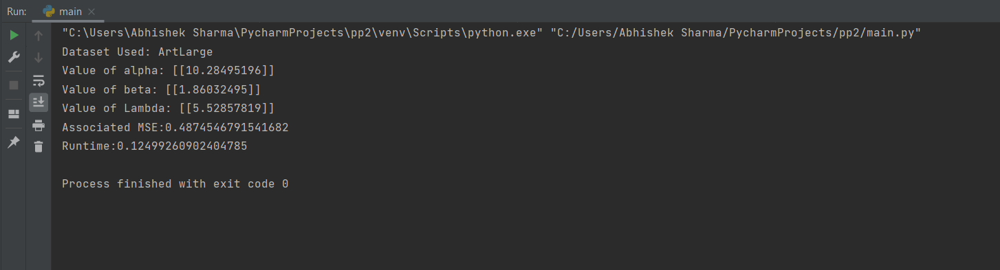 Run: main
"C:\Users\Abhishek Sharma\PycharmProjects\pp2\venv\Scripts\python.exe" "C:/Users/Abhishek Sharma/PycharmProjects/pp2/main.py"
Dataset Used: ArtLarge
Value of alpha: [[10.28495196]]
Value of beta: [[1.86032495]]
Value of Lambda: [[5.52857819]]
Associated MSE:0.4874546791541682
Runtime:0.12499260902404785
Process finished with exit code 0